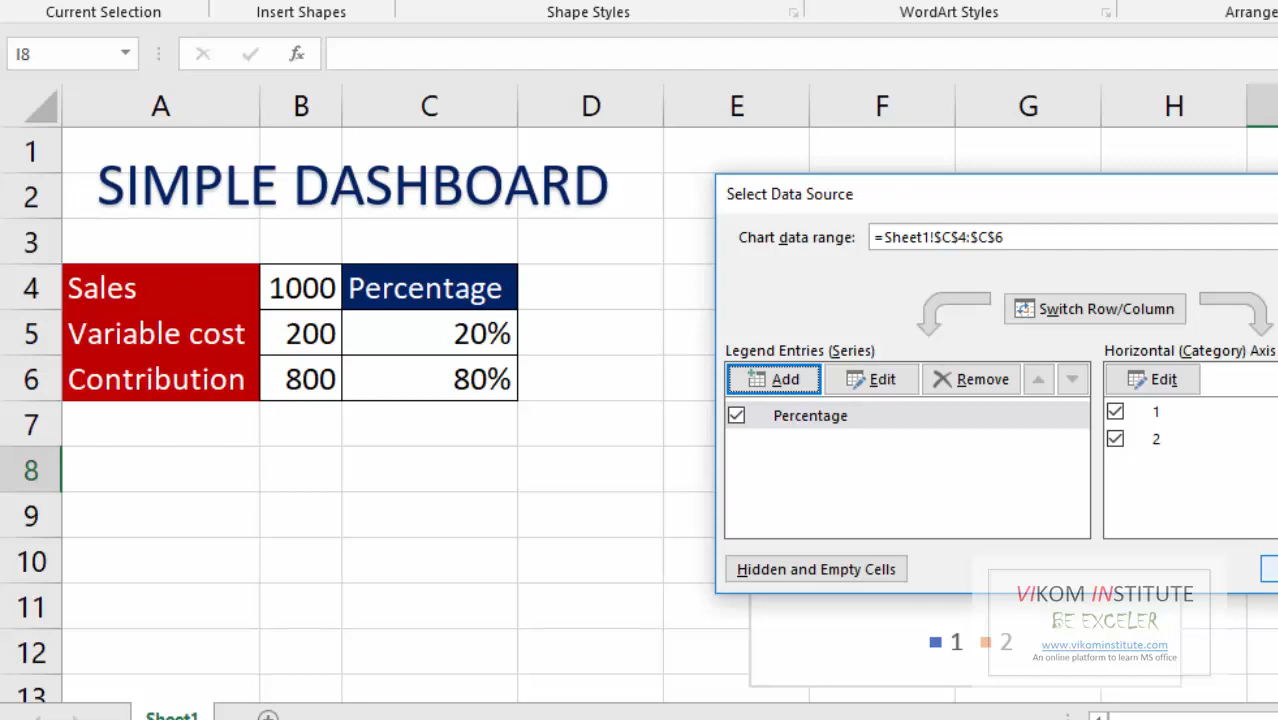 Current Selection Insert Shapes Shape Styles WordArt Styles Arrange
I8 fx
A B C D E F G H
1
SIMPLE DASHBOARD
2
Select Data Source
3
Chart data range: =Sheet1!$C$4:$C$6
4 Sales 1000 Percentage
Switch Row/Column
5 Variable cost 200 20%
Legend Entries (Series) Horizontal (Category) Axis
6 Contribution 800 80%
Add Edit Remove Edit
7
Percentage 1
2
8
9
10
Hidden and Empty Cells
11
VIKOM INSTITUTE
BE EXCELER
12
1 2
www.vikominstitute.com
An online platform to learn MS office
13
Sheet1